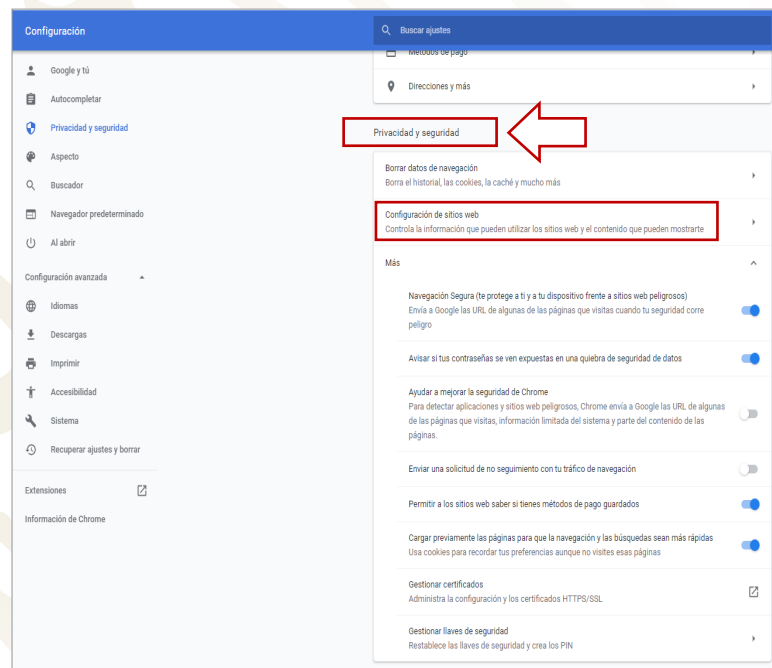 Configuración
Buscar ajustes
Google y tú
Autocompletar
Privacidad y seguridad
Aspecto
Buscador
Navegador predeterminado
Al abrir
Configuración avanzada
Idiomas
Descargas
Imprimir
Accesibilidad
Sistema
Recuperar ajustes y borrar
Extensiones
Información de Chrome
Métodos de pago
Direcciones y más
Privacidad y seguridad
Borrar datos de navegación
Borra el historial, las cookies, la caché y mucho más
Configuración de sitios web
Controla la información que pueden utilizar los sitios web y el contenido que pueden mostrarte
Más
Navegación Segura (te protege a ti y a tu dispositivo frente a sitios web peligrosos)
Envía a Google las URL de algunas de las páginas que visitas cuando tu seguridad corre
peligro
Avisar si tus contraseñas se ven expuestas en una quiebra de seguridad de datos
Ayudar a mejorar la seguridad de Chrome
Para detectar aplicaciones y sitios web peligrosos, Chrome envía a Google las URL de algunas
de las páginas que visitas, información limitada del sistema y parte del contenido de las
páginas.
Enviar una solicitud de no seguimiento con tu tráfico de navegación
Permitir a los sitios web saber si tienes métodos de pago guardados
Cargar previamente las páginas para que la navegación y las búsquedas sean más rápidas
Usa cookies para recordar tus preferencias aunque no visites esas páginas
Gestionar certificados
Administra la configuración y los certificados HTTPS/SSL
Gestionar llaves de seguridad
Restablece las llaves de seguridad y crea los PIN